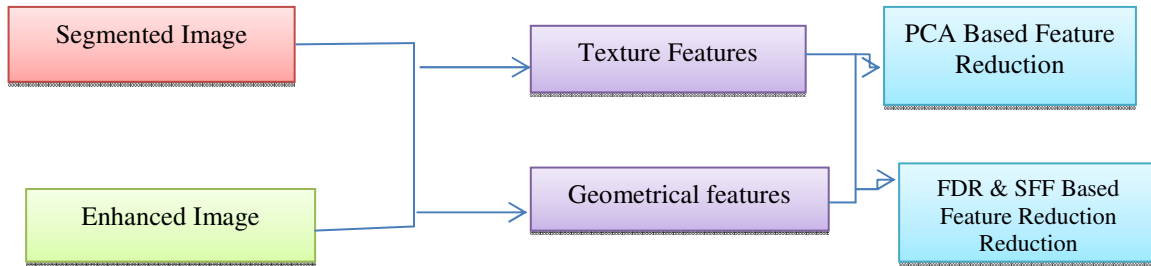 Segmented Image
Enhanced Image
Texture Features
Geometrical features
PCA Based Feature
Reduction
FDR & SFF Based
Feature Reduction
Reduction